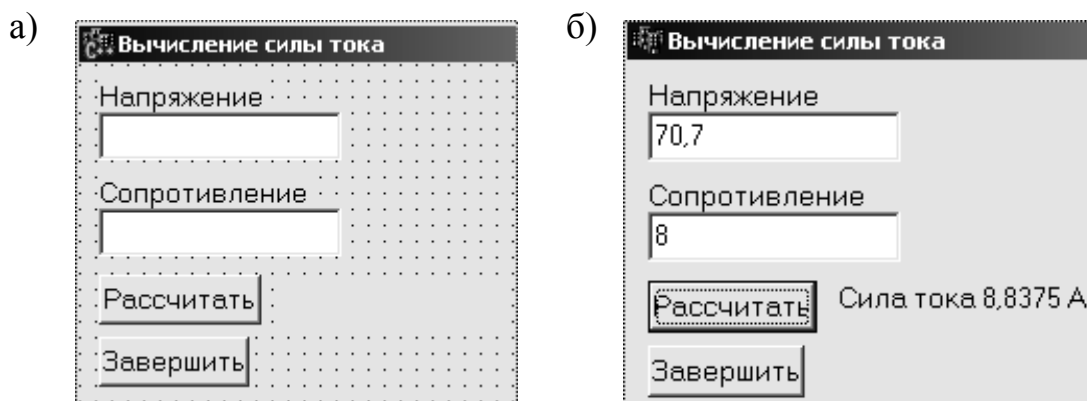 а)
Вычисление силы тока
Напряжение
Сопротивление
Рассчитать
Завершить
б)
Вычисление силы тока
Напряжение
70,7
Сопротивление
8
Рассчитать Сила тока 8,8375 А
Завершить